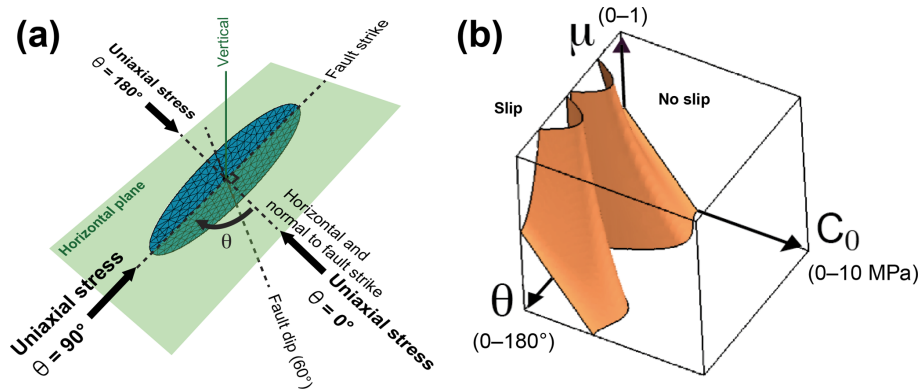 (a)
Uniaxial stress
θ = 180°
Vertical
Fault strike
Horizontal plane
θ
Horizontal and
normal to fault strike
Uniaxial stress
θ = 0°
Uniaxial stress
θ = 90°
Fault dip (60°)
(b)
μ
(0–1)
Slip
No slip
C₀
(0–10 MPa)
θ
(0–180°)